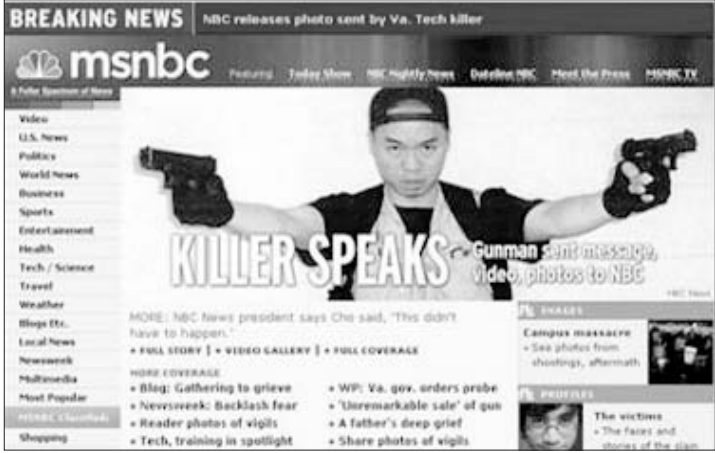 BREAKING NEWS NBC releases photo sent by Va. Tech killer
msnbc
A Fuller Spectrum of News
Featuring Today Show NBC Nightly News Dateline NBC Meet the Press MSNBC TV
Video
U.S. News
Politics
World News
Business
Sports
Entertainment
Health
Tech / Science
Travel
Weather
Blogs Etc.
Local News
Newsweek
Multimedia
Most Popular
MSNBC Classifieds
Shopping
KILLER SPEAKS
Gunman sent message,
video, photos to NBC
NBC News
MORE: NBC News president says Cho said, 'This didn't
have to happen.'
+ FULL STORY | + VIDEO GALLERY | + FULL COVERAGE
MORE COVERAGE
• Blog: Gathering to grieve
• Newsweek: Backlash fear
• Reader photos of vigils
• Tech, training in spotlight
• WP: Va. gov. orders probe
• 'Unremarkable sale' of gun
• A father's deep grief
• Share photos of vigils
IMAGES
Campus massacre
• See photos from
shootings, aftermath
PROFILES
The victims
• The faces and
stories of the slain